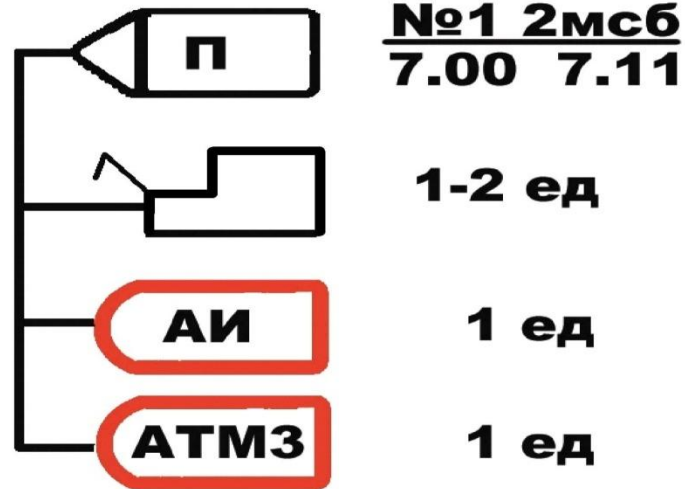 П
№1 2мсб
7.00 7.11
1-2 ед
АИ
1 ед
АТМЗ
1 ед